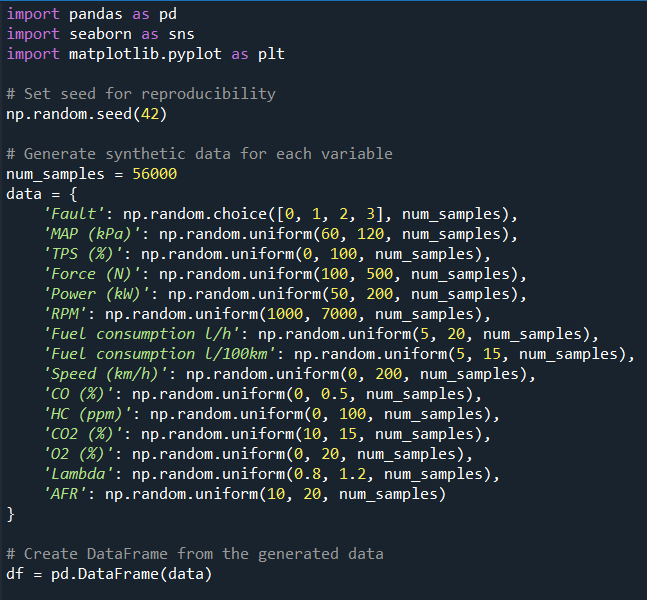 import pandas as pd
import seaborn as sns
import matplotlib.pyplot as plt

# Set seed for reproducibility
np.random.seed(42)

# Generate synthetic data for each variable
num_samples = 56000
data = {
    'Fault': np.random.choice([0, 1, 2, 3], num_samples),
    'MAP (kPa)': np.random.uniform(60, 120, num_samples),
    'TPS (%)': np.random.uniform(0, 100, num_samples),
    'Force (N)': np.random.uniform(100, 500, num_samples),
    'Power (kW)': np.random.uniform(50, 200, num_samples),
    'RPM': np.random.uniform(1000, 7000, num_samples),
    'Fuel consumption l/h': np.random.uniform(5, 20, num_samples),
    'Fuel consumption l/100km': np.random.uniform(5, 15, num_samples),
    'Speed (km/h)': np.random.uniform(0, 200, num_samples),
    'CO (%)': np.random.uniform(0, 0.5, num_samples),
    'HC (ppm)': np.random.uniform(0, 100, num_samples),
    'CO2 (%)': np.random.uniform(10, 15, num_samples),
    'O2 (%)': np.random.uniform(0, 20, num_samples),
    'Lambda': np.random.uniform(0.8, 1.2, num_samples),
    'AFR': np.random.uniform(10, 20, num_samples)
}

# Create DataFrame from the generated data
df = pd.DataFrame(data)